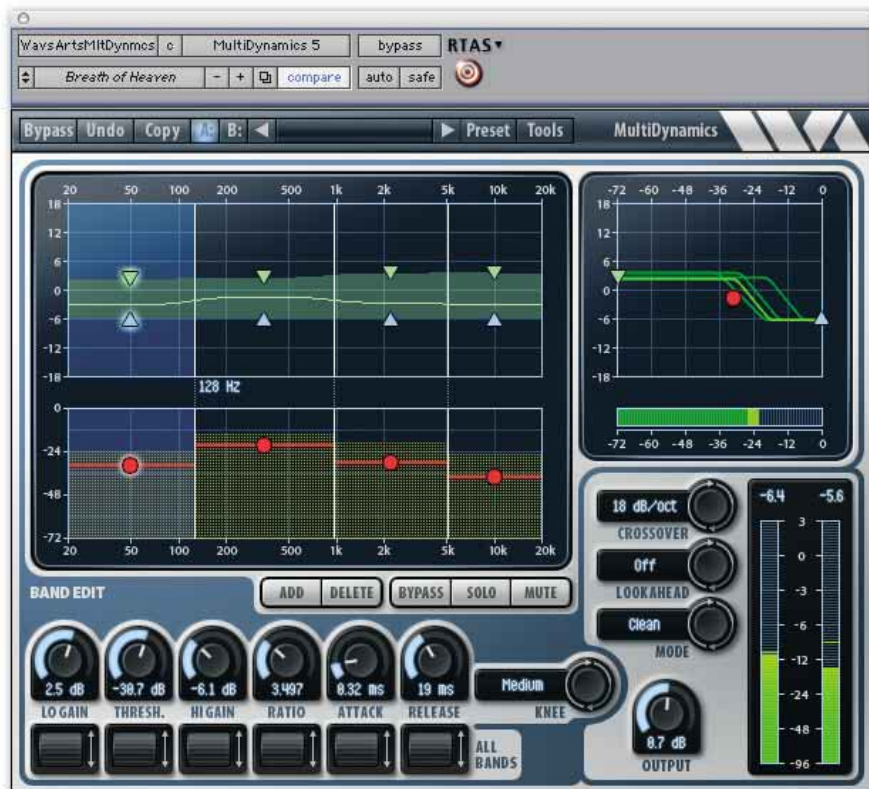 WavsArtsMltDynmcs c MultiDynamics 5 bypass RTAS
Breath of Heaven - + compare auto safe
Bypass Undo Copy A: B: Preset Tools MultiDynamics
20 50 100 200 500 1k 2k 5k 10k 20k
18
12
6
0
-6
-12
-18
128 Hz
0
-24
-48
-72
20 50 100 200 500 1k 2k 5k 10k 20k
-72 -60 -48 -36 -24 -12 0
18
12
6
0
-6
-12
-18
-72 -60 -48 -36 -24 -12 0
BAND EDIT
ADD DELETE BYPASS SOLO MUTE
2.5 dB -30.7 dB -6.1 dB 3.497 0.32 ms 19 ms
LO GAIN THRESH. HI GAIN RATIO ATTACK RELEASE
Medium
KNEE
ALL
BANDS
18 dB/oct
CROSSOVER
Off
LOOKAHEAD
Clean
MODE
0.7 dB
OUTPUT
-6.4 -5.6
3
0
-3
-6
-12
-24
-48
-96